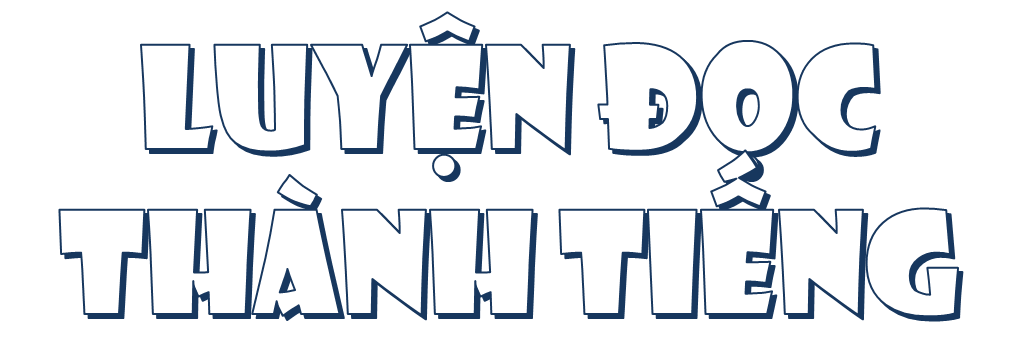 LUYỆN ĐỌC
THÀNH TIẾNG